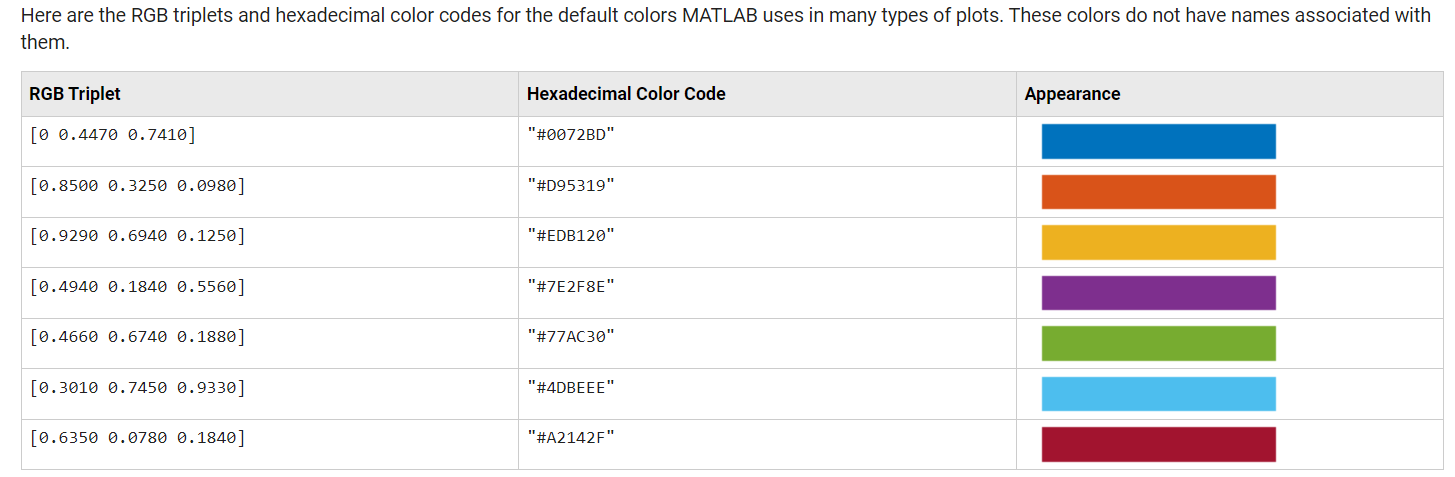 Here are the RGB triplets and hexadecimal color codes for the default colors MATLAB uses in many types of plots. These colors do not have names associated with
them.
RGB Triplet Hexadecimal Color Code Appearance
[0 0.4470 0.7410] "#0072BD"
[0.8500 0.3250 0.0980] "#D95319"
[0.9290 0.6940 0.1250] "#EDB120"
[0.4940 0.1840 0.5560] "#7E2F8E"
[0.4660 0.6740 0.1880] "#77AC30"
[0.3010 0.7450 0.9330] "#4DBEEE"
[0.6350 0.0780 0.1840] "#A2142F"